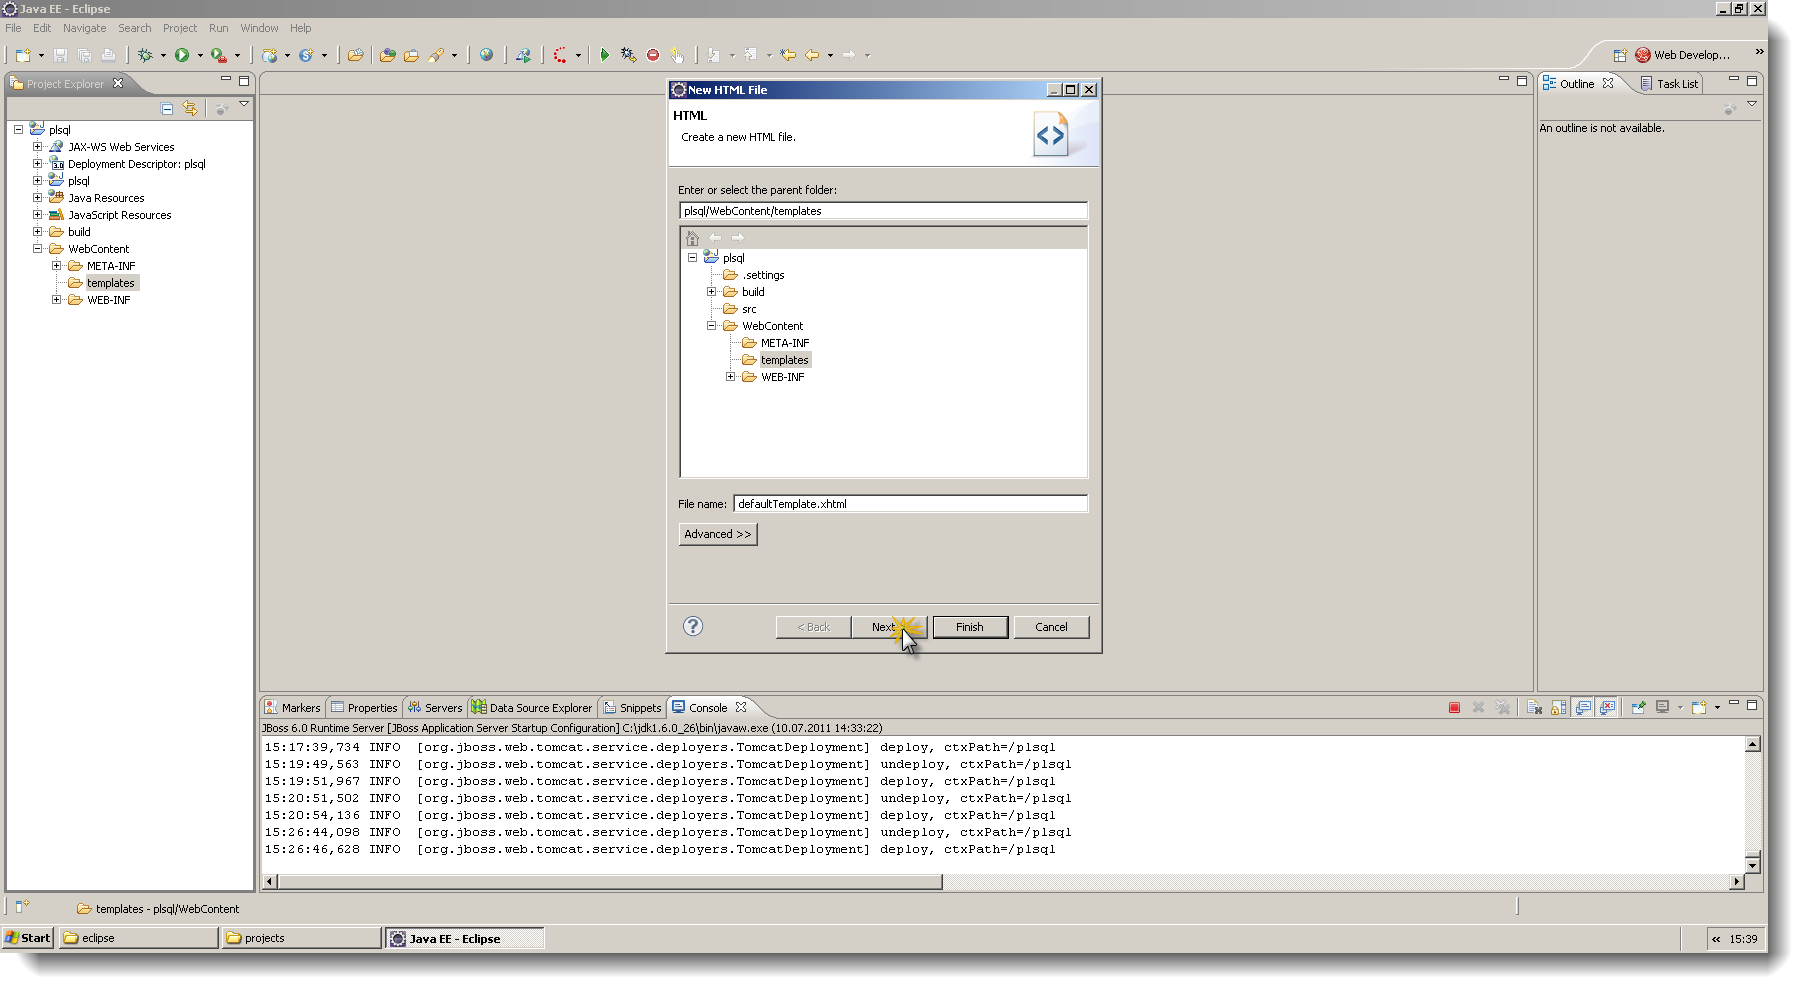 Java EE - Eclipse
File Edit Navigate Search Project Run Window Help
Web Develop... »
Project Explorer
plsql
JAX-WS Web Services
Deployment Descriptor: plsql
plsql
Java Resources
JavaScript Resources
build
WebContent
META-INF
templates
WEB-INF
New HTML File
HTML
Create a new HTML file.
Enter or select the parent folder:
plsql/WebContent/templates
plsql
.settings
build
src
WebContent
META-INF
templates
WEB-INF
File name: defaultTemplate.xhtml
Advanced >>
< Back Next Finish Cancel
Outline Task List
An outline is not available.
Markers Properties Servers Data Source Explorer Snippets Console
JBoss 6.0 Runtime Server [JBoss Application Server Startup Configuration] C:\jdk1.6.0_26\bin\javaw.exe (10.07.2011 14:33:22)
15:17:39,734 INFO [org.jboss.web.tomcat.service.deployers.TomcatDeployment] deploy, ctxPath=/plsql
15:19:49,563 INFO [org.jboss.web.tomcat.service.deployers.TomcatDeployment] undeploy, ctxPath=/plsql
15:19:51,967 INFO [org.jboss.web.tomcat.service.deployers.TomcatDeployment] deploy, ctxPath=/plsql
15:20:51,502 INFO [org.jboss.web.tomcat.service.deployers.TomcatDeployment] undeploy, ctxPath=/plsql
15:20:54,136 INFO [org.jboss.web.tomcat.service.deployers.TomcatDeployment] deploy, ctxPath=/plsql
15:26:44,098 INFO [org.jboss.web.tomcat.service.deployers.TomcatDeployment] undeploy, ctxPath=/plsql
15:26:46,628 INFO [org.jboss.web.tomcat.service.deployers.TomcatDeployment] deploy, ctxPath=/plsql
templates - plsql/WebContent
Start eclipse projects Java EE - Eclipse « 15:39